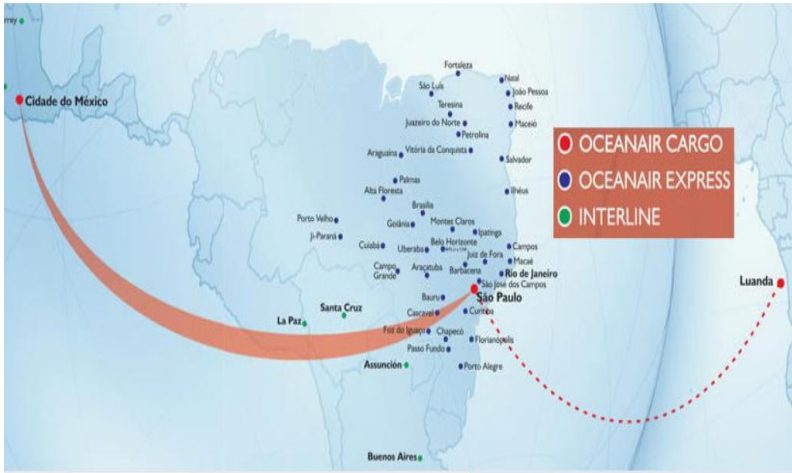 rrey
Cidade do México
Fortaleza
São Luís
Natal
Teresina
João Pessoa
Recife
Juazeiro do Norte
Maceió
Petrolina
Araguaina
Vitória da Conquista
Salvador
Palmas
Alta Floresta
Ilhéus
Brasília
Porto Velho
Goiânia
Montes Claros
Ipatinga
Ji-Paraná
Cuiabá
Uberaba
Belo Horizonte
Campos
Juiz de Fora
Macaé
Campo
Grande
Araçatuba
Barbacena
Rio de Janeiro
São José dos Campos
São Paulo
Bauru
Santa Cruz
La Paz
Cascavel
Curitiba
Foz do Iguaçu
Chapecó
Florianópolis
Passo Fundo
Assunción
Porto Alegre
Buenos Aires
OCEANAIR CARGO
OCEANAIR EXPRESS
INTERLINE
Luanda